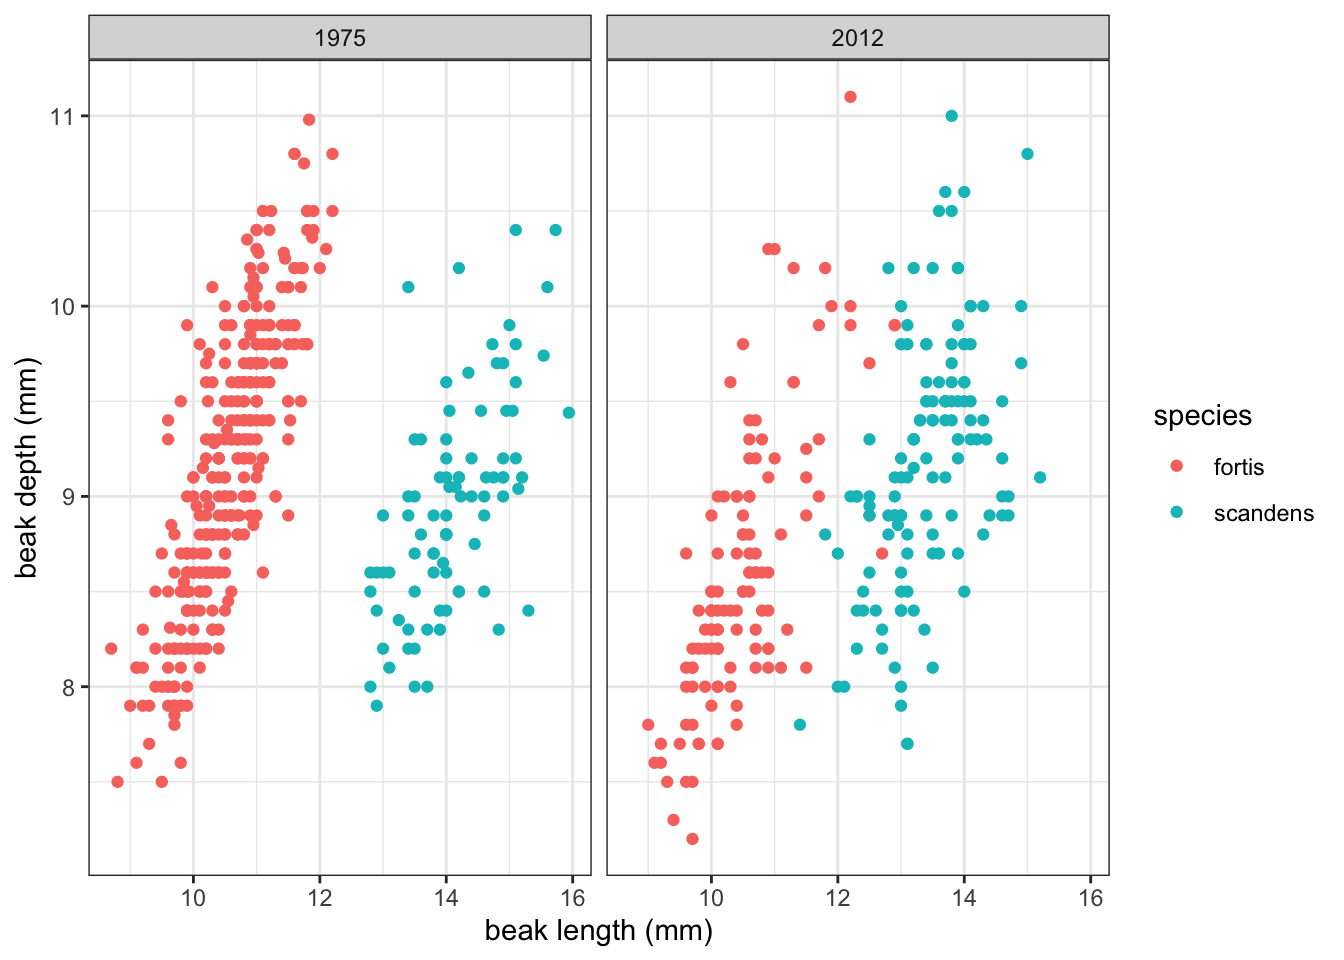 1975
2012
11
10
9
8
beak depth (mm)
10 12 14 16
10 12 14 16
beak length (mm)
species
fortis
scandens